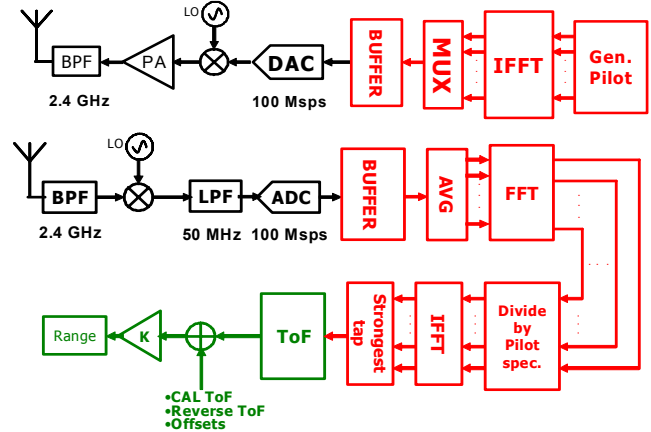 LO
BPF
PA
DAC
BUFFER
MUX
IFFT
Gen.
Pilot
2.4 GHz
100 Msps
LO
BPF
LPF
ADC
BUFFER
AVG
FFT
2.4 GHz
50 MHz
100 Msps
Range
K
ToF
Strongest
tap
IFFT
Divide
by
Pilot
spec.
•CAL ToF
•Reverse ToF
•Offsets